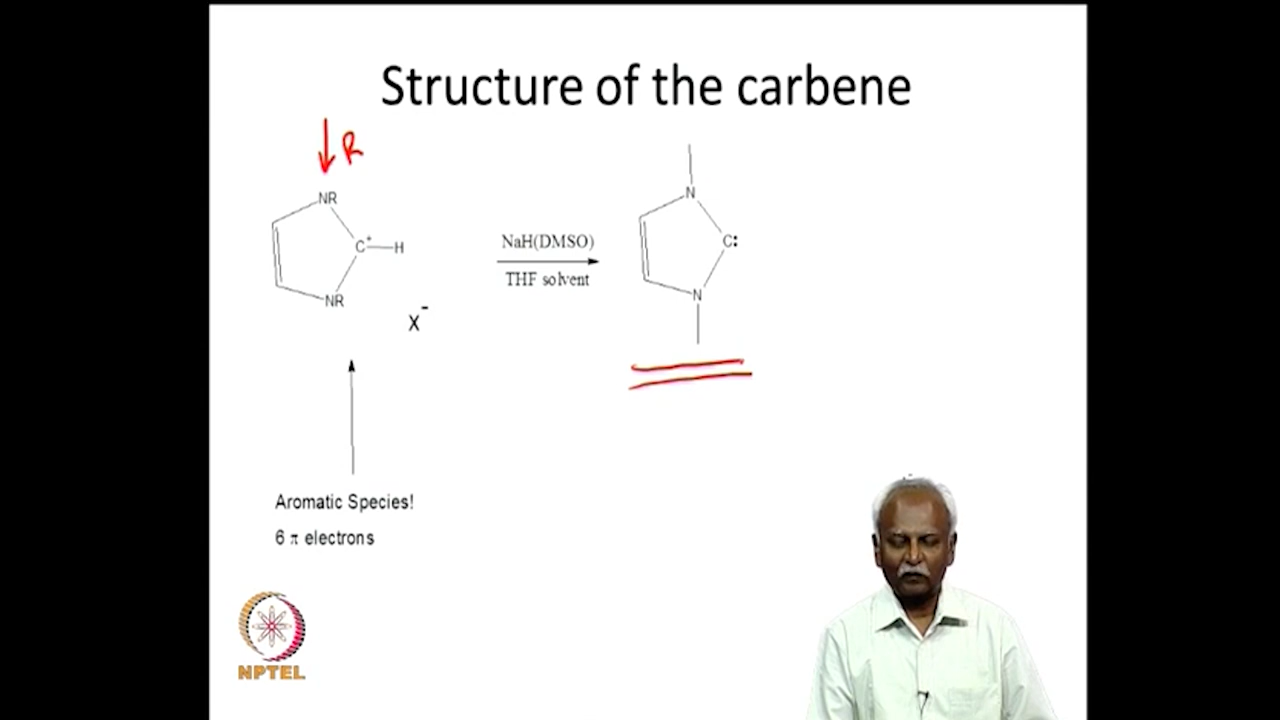 Structure of the carbene
R
NR
C+—H
NR
X-
NaH(DMSO)
THF solvent
N
C:
N
Aromatic Species!
6 π electrons
NPTEL